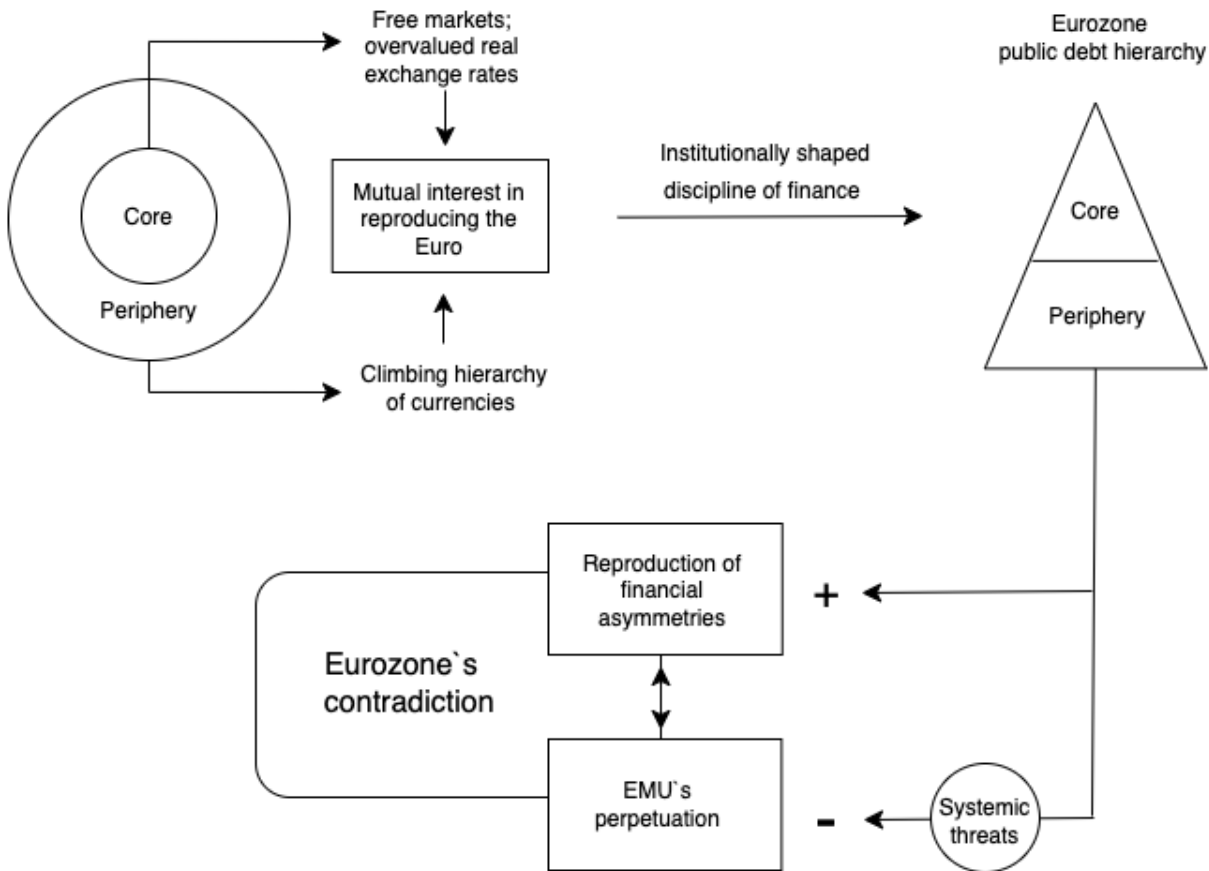 Free markets;
overvalued real
exchange rates
Eurozone
public debt hierarchy
Core
Periphery
Mutual interest in
reproducing the
Euro
Institutionally shaped
discipline of finance
Core
Periphery
Climbing hierarchy
of currencies
Reproduction of
financial
asymmetries
+
Eurozone`s
contradiction
EMU`s
perpetuation
-
Systemic
threats